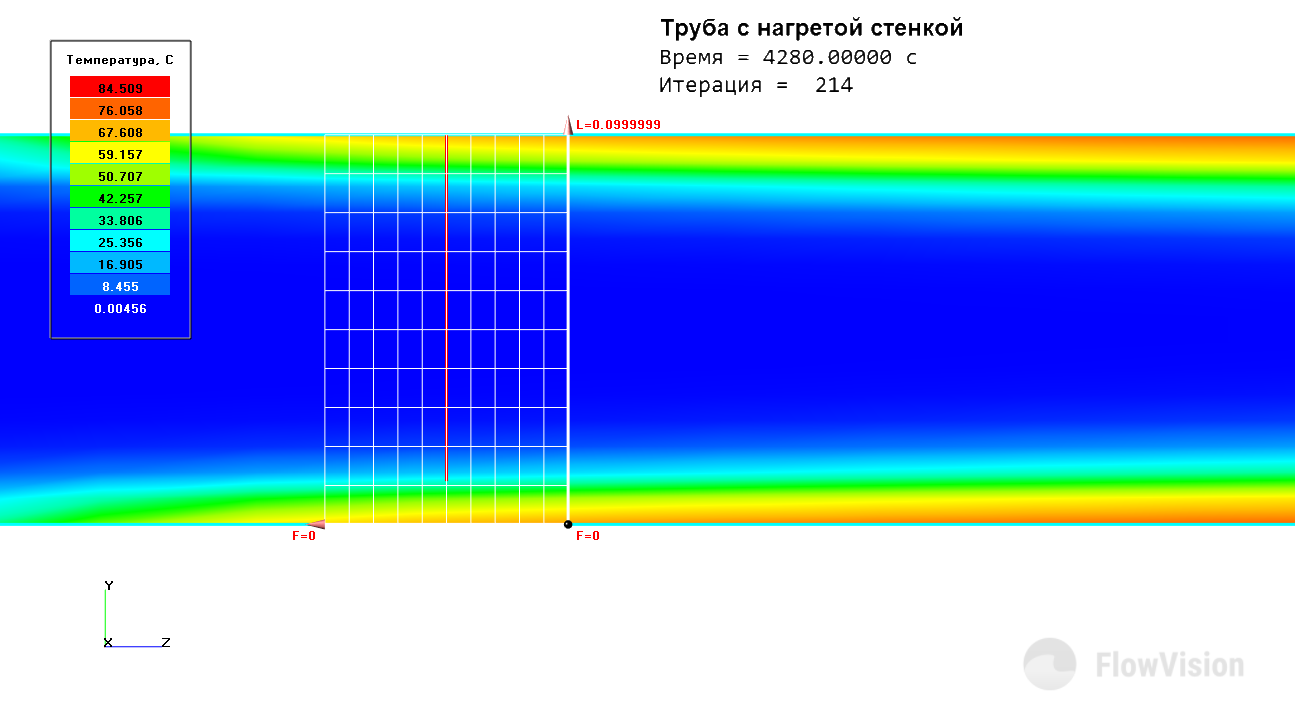 Труба с нагретой стенкой
Время = 4280.00000 с
Итерация = 214
Температура, С
84.509
76.058
67.608
59.157
50.707
42.257
33.806
25.356
16.905
8.455
0.00456
L=0.0999999
F=0
F=0
Y
X
Z
FlowVision